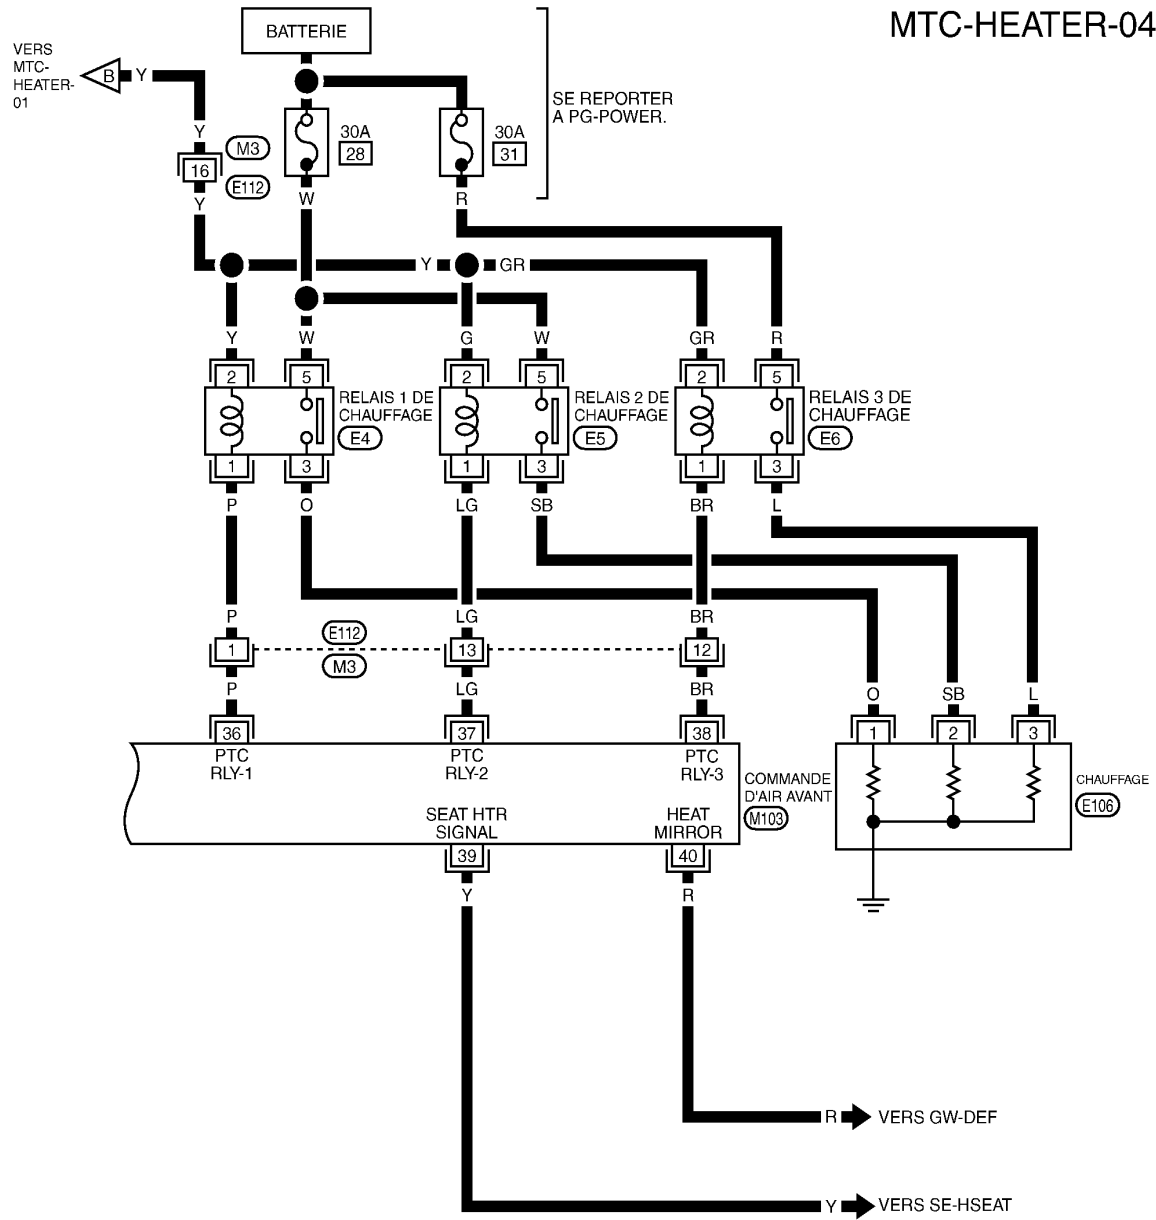 MTC-HEATER-04
BATTERIE
VERS
MTC-
HEATER-
01
B
Y
SE REPORTER
A PG-POWER.
Y
M3
30A
28
30A
31
16
E112
Y
W
R
Y
GR
Y
W
G
W
GR
R
2
5
2
5
2
5
RELAIS 1 DE
CHAUFFAGE
E4
RELAIS 2 DE
CHAUFFAGE
E5
RELAIS 3 DE
CHAUFFAGE
E6
1
3
1
3
1
3
P
O
LG
SB
BR
L
P
LG
BR
E112
1
13
12
M3
P
LG
BR
O
SB
L
36
37
38
1
2
3
PTC
RLY-1
PTC
RLY-2
PTC
RLY-3
COMMANDE
D'AIR AVANT
M103
CHAUFFAGE
E106
SEAT HTR
SIGNAL
HEAT
MIRROR
39
40
Y
R
R
VERS GW-DEF
Y
VERS SE-HSEAT